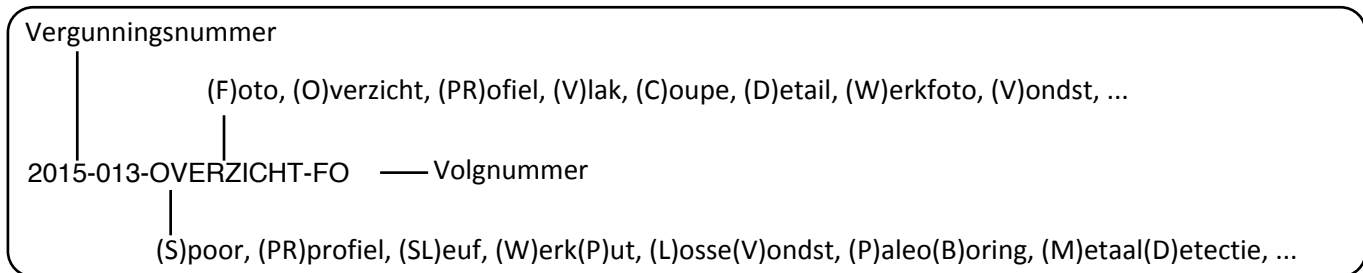 Vergunningsnummer
(F)oto, (O)verzicht, (PR)ofiel, (V)lak, (C)oupe, (D)etail, (W)erkfoto, (V)ondst, ...
2015-013-OVERZICHT-FO Volgnummer
(S)poor, (PR)profiel, (SL)euf, (W)erk(P)ut, (L)osse(V)ondst, (P)aleo(B)oring, (M)etaal(D)etectie, ...